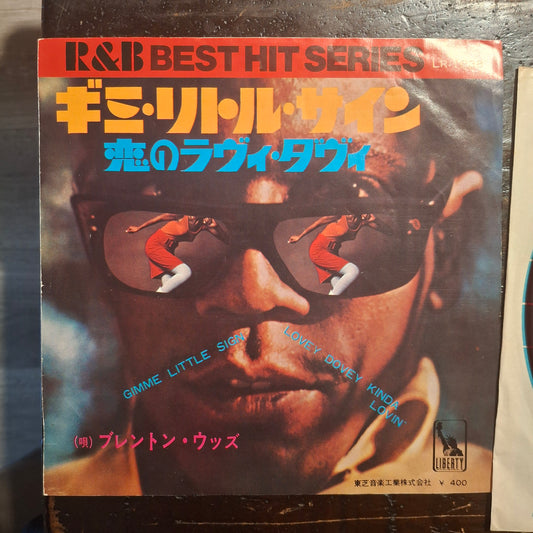 R&B BEST HIT SERIES
ギミ・リトル・サイン
恋のラヴィ・ダヴィ
GIMME LITTLE SIGN
LOVEY DOVEY KINDA
LOVIN'
(唄) ブレントン・ウッズ
LIBERTY
東芝音楽工業株式会社 ¥ 400